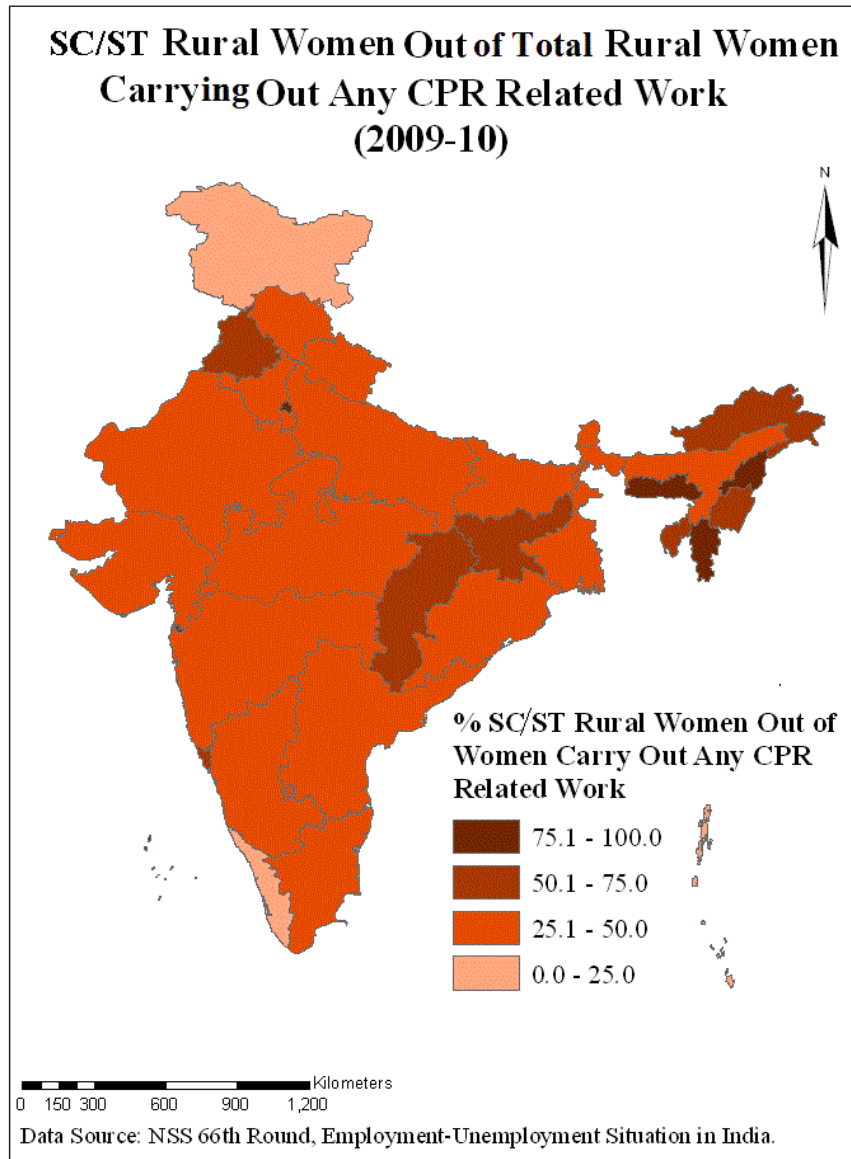 SC/ST Rural Women Out of Total Rural Women
Carrying Out Any CPR Related Work
(2009-10)
N
% SC/ST Rural Women Out of
Women Carry Out Any CPR
Related Work
75.1 - 100.0
50.1 - 75.0
25.1 - 50.0
0.0 - 25.0
Kilometers
0 150 300 600 900 1,200
Data Source: NSS 66th Round, Employment-Unemployment Situation in India.